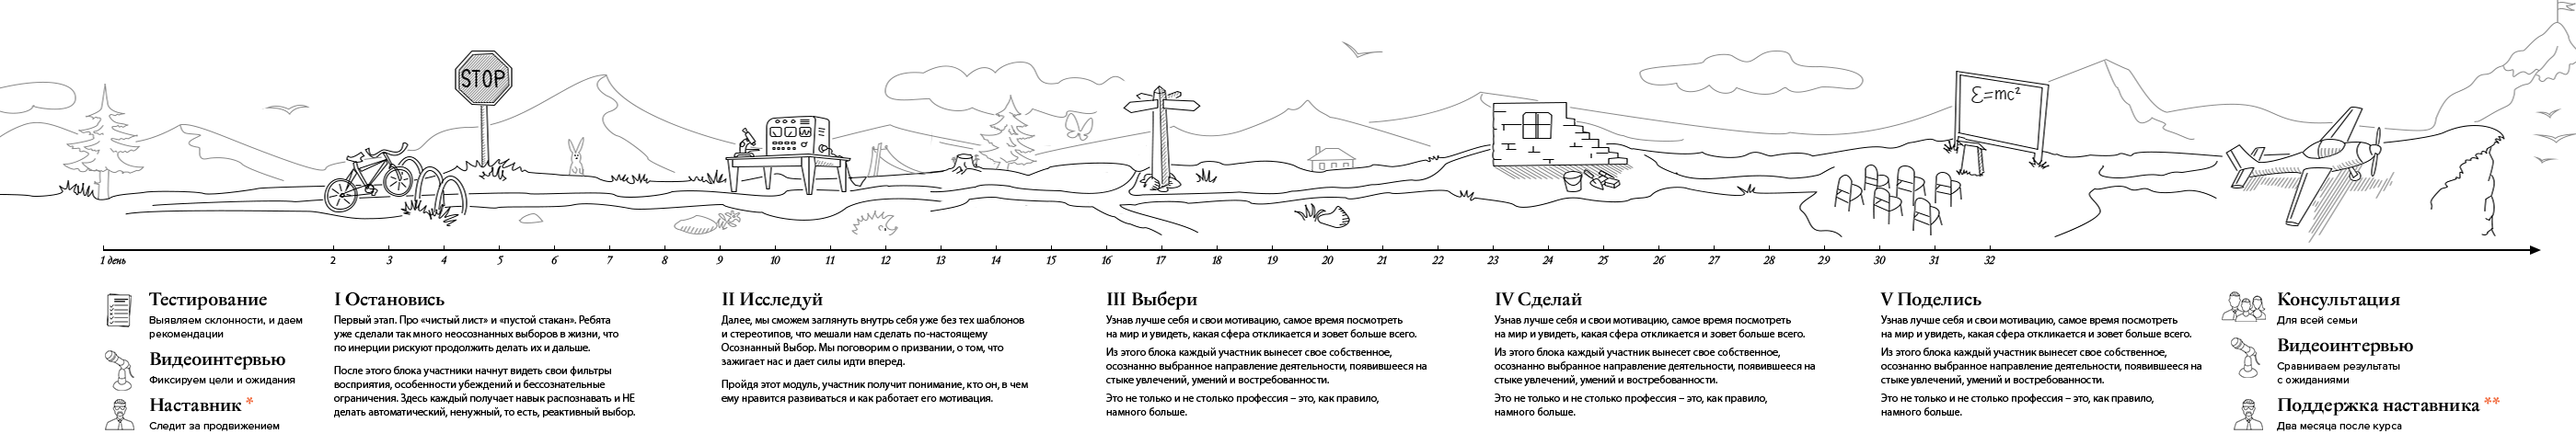 STOP
Ɛ=mc²
1 день 2 3 4 5 6 7 8 9 10 11 12 13 14 15 16 17 18 19 20 21 22 23 24 25 27 28 29 30 31 32
Тестирование
Выявляем склонности, и даем
рекомендации
Видеоинтервью
Фиксируем цели и ожидания
Наставник *
Следит за продвижением
I Остановись
Первый этап. Про «чистый лист» и «пустой стакан». Ребята
уже сделали так много неосознанных выборов в жизни, что
по инерции рискуют продолжить делать их и дальше.
После этого блока участники начнут видеть свои фильтры
восприятия, особенности убеждений и бессознательные
ограничения. Здесь каждый получает навык распознавать и НЕ
делать автоматический, ненужный, то есть, реактивный выбор.
II Исследуй
Далее, мы сможем заглянуть внутрь себя уже без тех шаблонов
и стереотипов, что мешали нам сделать по-настоящему
Осознанный Выбор. Мы поговорим о призвании, о том, что
зажигает нас и дает силы идти вперед.
Пройдя этот модуль, участник получит понимание, кто он, в чем
ему нравится развиваться и как работает его мотивация.
III Выбери
Узнав лучше себя и свои мотивацию, самое время посмотреть
на мир и увидеть, какая сфера откликается и зовет больше всего.
Из этого блока каждый участник вынесет свое собственное,
осознанно выбранное направление деятельности, появившееся на
стыке увлечений, умений и востребованности.
Это не только и не столько профессия – это, как правило,
намного больше.
IV Сделай
Узнав лучше себя и свои мотивацию, самое время посмотреть
на мир и увидеть, какая сфера откликается и зовет больше всего.
Из этого блока каждый участник вынесет свое собственное,
осознанно выбранное направление деятельности, появившееся на
стыке увлечений, умений и востребованности.
Это не только и не столько профессия – это, как правило,
намного больше.
V Поделись
Узнав лучше себя и свои мотивацию, самое время посмотреть
на мир и увидеть, какая сфера откликается и зовет больше всего.
Из этого блока каждый участник вынесет свое собственное,
осознанно выбранное направление деятельности, появившееся на
стыке увлечений, умений и востребованности.
Это не только и не столько профессия – это, как правило,
намного больше.
Консультация
Для всей семьи
Видеоинтервью
Сравниваем результаты
с ожиданиями
Поддержка наставника **
Два месяца после курса